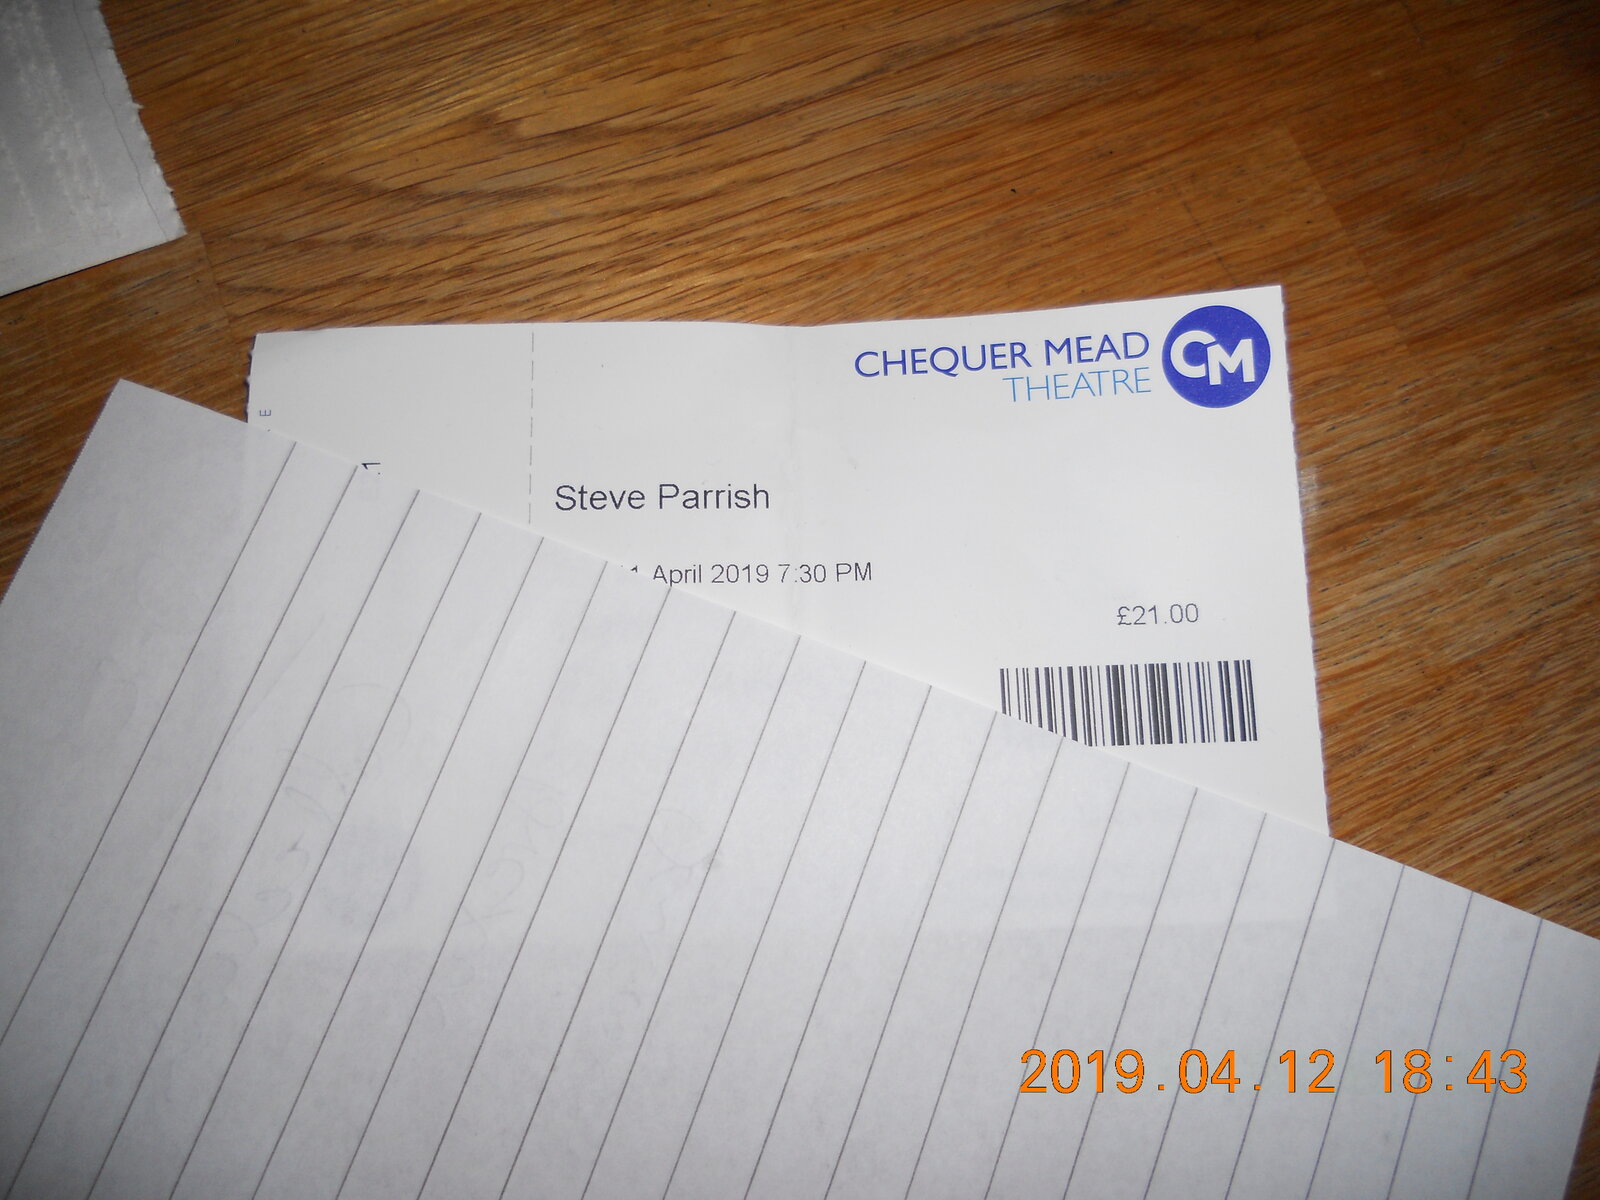 CHEQUER MEAD
THEATRE
CM
E
Steve Parrish
April 2019 7:30 PM
£21.00
2019.04.12 18:43